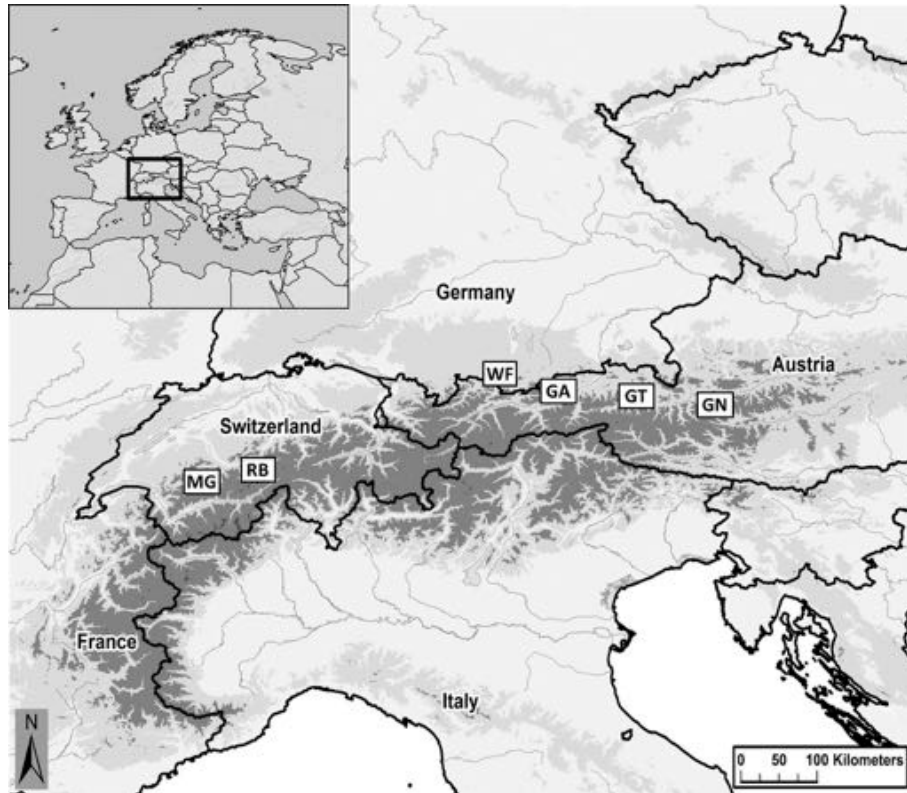 Germany
WF
Austria
GA
GT
GN
Switzerland
RB
MG
France
Italy
N
0 50 100 Kilometers